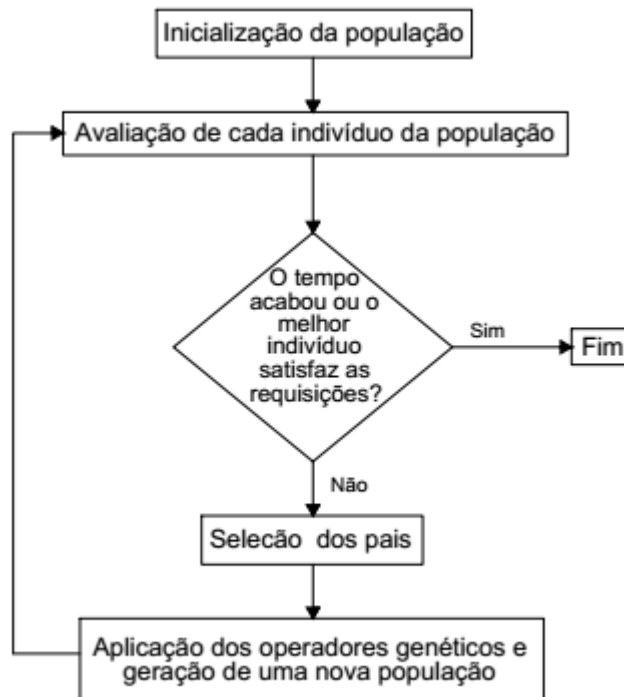 Inicialização da população
Avaliação de cada indivíduo da população
O tempo
acabou ou o
melhor
indivíduo
satisfaz as
requisições?
Sim
Fim
Não
Selecão dos pais
Aplicação dos operadores genéticos e
geração de uma nova população